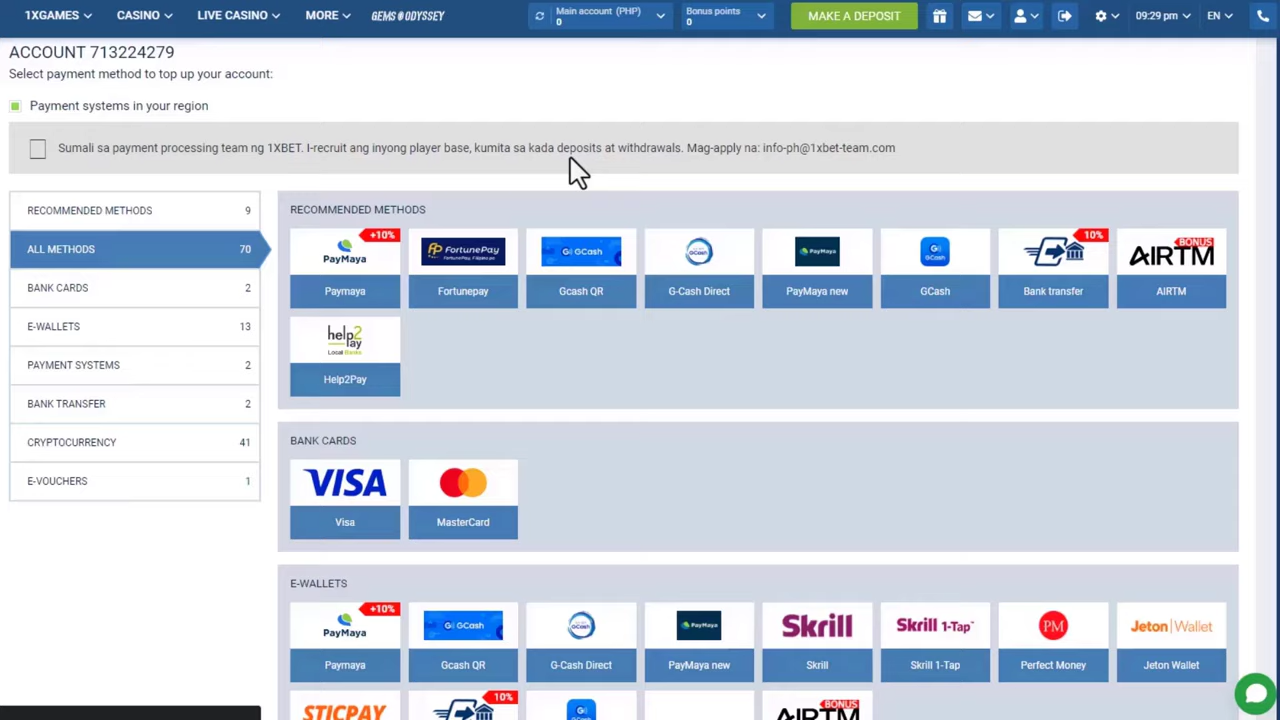 1XGAMES CASINO LIVE CASINO MORE GEMS ODYSSEY Main account (PHP) 0 Bonus points 0 MAKE A DEPOSIT 09:29 pm EN
ACCOUNT 713224279
Select payment method to top up your account:
Payment systems in your region
Sumali sa payment processing team ng 1XBET. I-recruit ang inyong player base, kumita sa kada deposits at withdrawals. Mag-apply na: info-ph@1xbet-team.com
RECOMMENDED METHODS 9
ALL METHODS 70
BANK CARDS 2
E-WALLETS 13
PAYMENT SYSTEMS 2
BANK TRANSFER 2
CRYPTOCURRENCY 41
E-VOUCHERS 1
RECOMMENDED METHODS
+10% 10% BONUS
PayMaya FortunePay GCash GCash PayMaya GCash AIRTM
Paymaya Fortunepay Gcash QR G-Cash Direct PayMaya new GCash Bank transfer AIRTM
help2pay
Local Banks
Help2Pay
BANK CARDS
VISA
Visa MasterCard
E-WALLETS
+10%
PayMaya GCash GCash PayMaya Skrill Skrill 1-Tap PM Jeton Wallet
Paymaya Gcash QR G-Cash Direct PayMaya new Skrill Skrill 1-Tap Perfect Money Jeton Wallet
10% BONUS
STICPAY GCash AIRTM